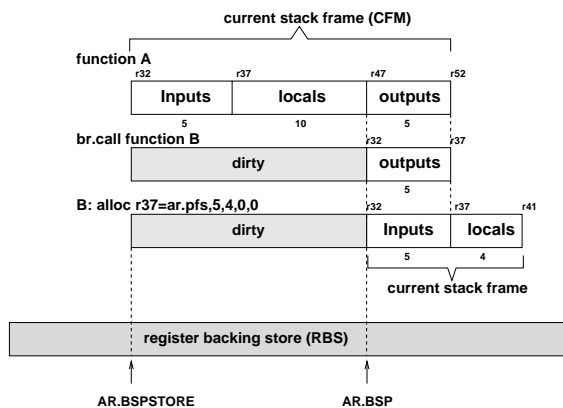 current stack frame (CFM)
function A
r32 r37 r47 r52
Inputs locals outputs
5 10 5
br.call function B
r32 r37
dirty outputs
5
B: alloc r37=ar.pfs,5,4,0,0
r32 r37 r41
dirty Inputs locals
5 4
current stack frame
register backing store (RBS)
AR.BSPSTORE AR.BSP